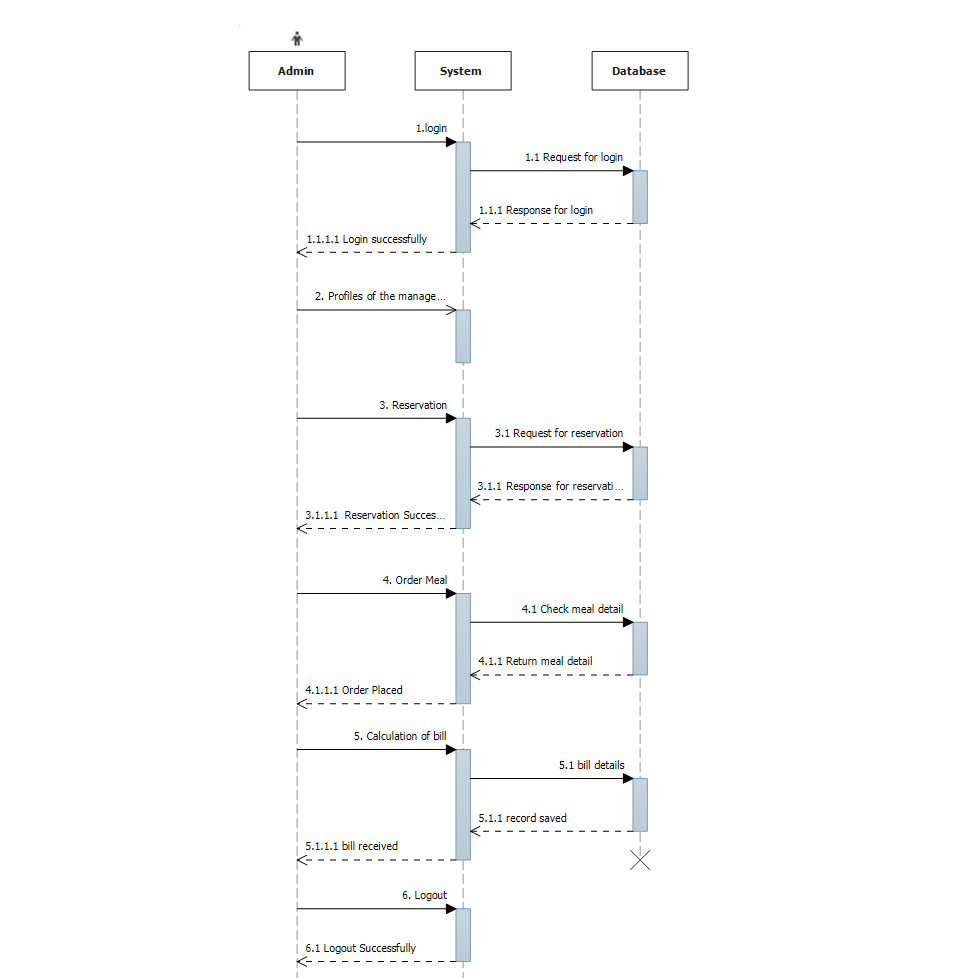 Admin
System
Database
1.login
1.1 Request for login
1.1.1 Response for login
1.1.1.1 Login successfully
2. Profiles of the manage...
3. Reservation
3.1 Request for reservation
3.1.1 Response for reservati...
3.1.1.1 Reservation Succes...
4. Order Meal
4.1 Check meal detail
4.1.1 Return meal detail
4.1.1.1 Order Placed
5. Calculation of bill
5.1 bill details
5.1.1 record saved
5.1.1.1 bill received
6. Logout
6.1 Logout Successfully